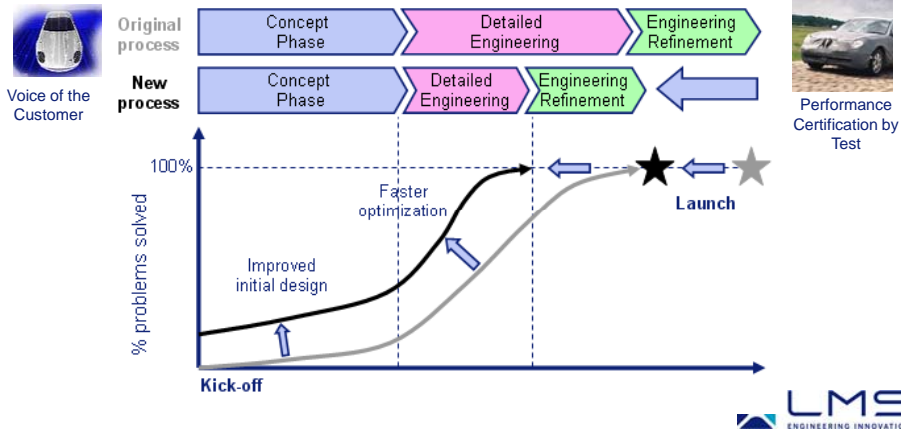 Original
process
Concept
Phase
Detailed
Engineering
Engineering
Refinement
Voice of the
Customer
New
process
Concept
Phase
Detailed
Engineering
Engineering
Refinement
Performance
Certification by
Test
100%
Faster
optimization
Launch
Improved
initial design
% problems solved
Kick-off
LMS
ENGINEERING INNOVATIO